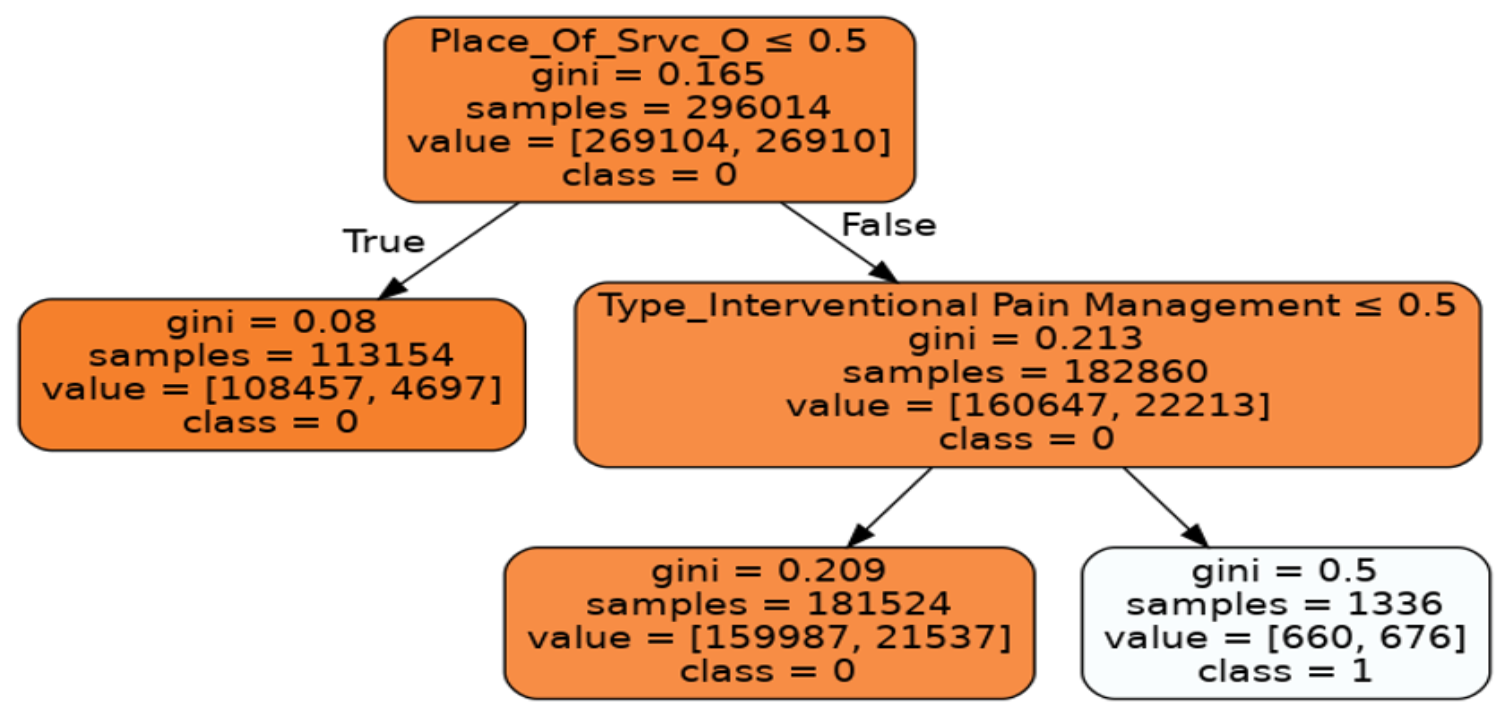 Place_Of_Srvc_O ≤ 0.5
gini = 0.165
samples = 296014
value = [269104, 26910]
class = 0
True
False
gini = 0.08
samples = 113154
value = [108457, 4697]
class = 0
Type_Interventional Pain Management ≤ 0.5
gini = 0.213
samples = 182860
value = [160647, 22213]
class = 0
gini = 0.209
samples = 181524
value = [159987, 21537]
class = 0
gini = 0.5
samples = 1336
value = [660, 676]
class = 1